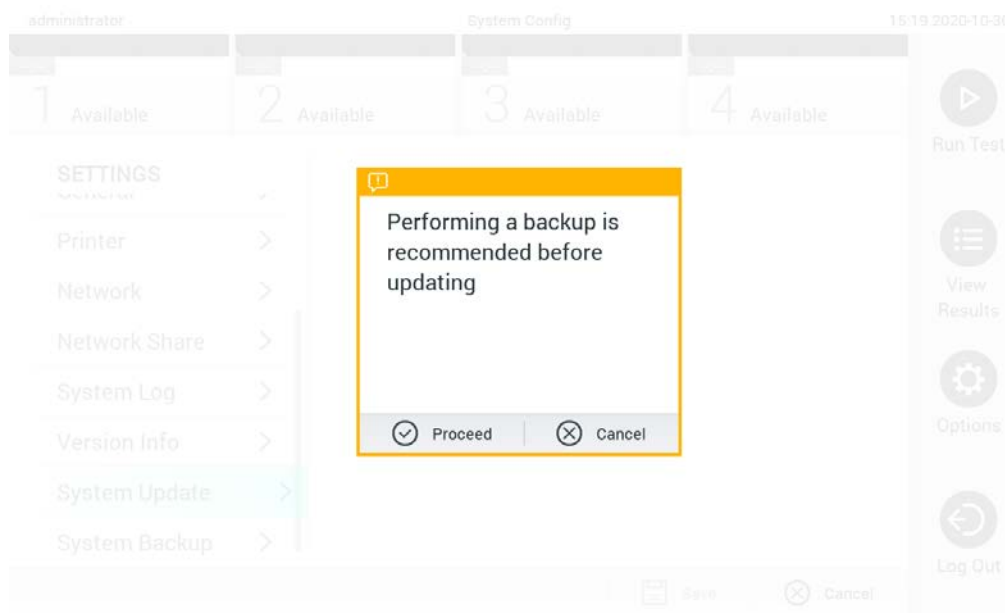 administrator
System Config
15:19 2020-10-30
1 Available
2 Available
3 Available
4 Available
Run Test
SETTINGS
General
Printer
Network
Network Share
System Log
Version Info
System Update
System Backup
Performing a backup is
recommended before
updating
Proceed
Cancel
View
Results
Options
Log Out
Save
Cancel